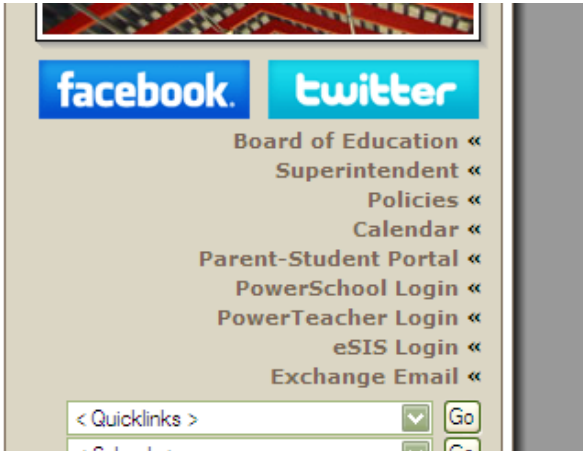 facebook.
twitter
Board of Education «
Superintendent «
Policies «
Calendar «
Parent-Student Portal «
PowerSchool Login «
PowerTeacher Login «
eSIS Login «
Exchange Email «
< Quicklinks > Go